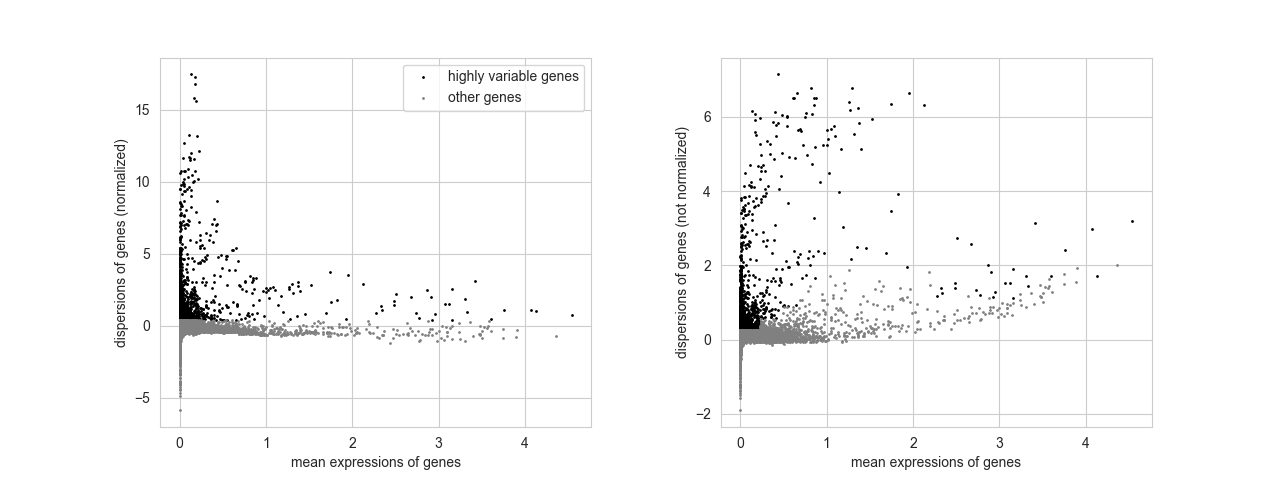 highly variable genes
other genes
dispersions of genes (normalized)
15
10
5
0
−5
0 1 2 3 4
mean expressions of genes
dispersions of genes (not normalized)
6
4
2
0
−2
0 1 2 3 4
mean expressions of genes